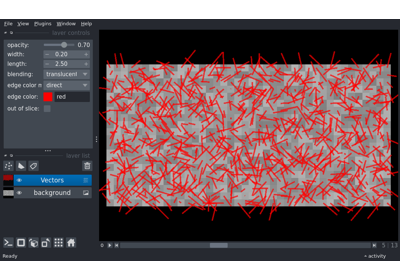 File View Plugins Window Help
layer controls
opacity: 0.70
width: 0.20
length: 2.50
blending: translucent
edge color m direct
edge color: red
out of slice:
layer list
Vectors
background
0
5 13
Ready
activity